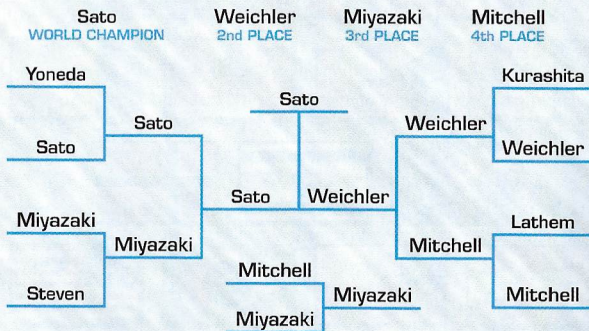 Sato Weichler Miyazaki Mitchell
WORLD CHAMPION 2nd PLACE 3rd PLACE 4th PLACE
Yoneda
Kurashita
Sato
Sato
Weichler
Sato
Weichler
Sato
Weichler
Miyazaki
Lathem
Miyazaki
Mitchell
Mitchell
Steven
Miyazaki
Mitchell
Miyazaki